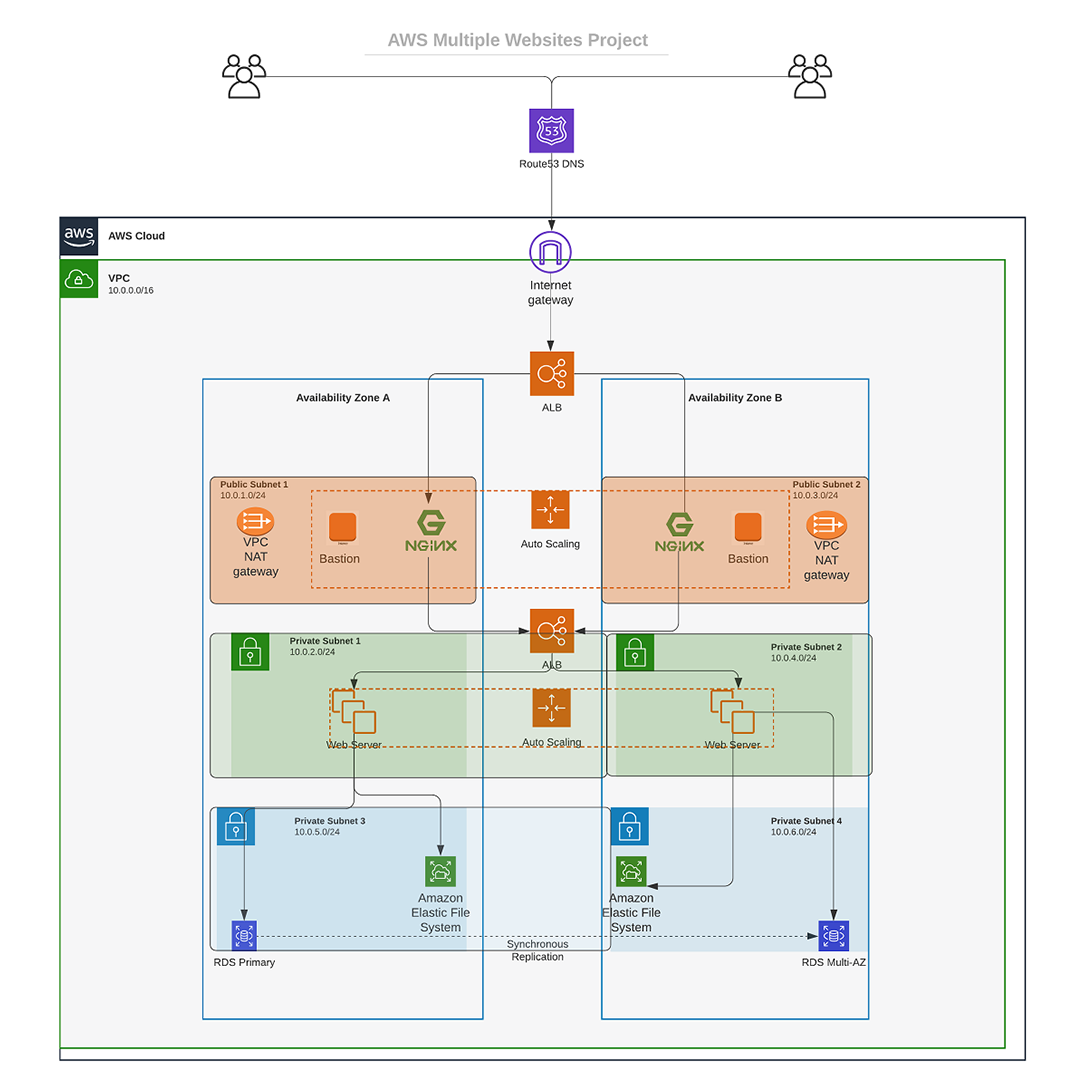 AWS Multiple Websites Project
53
Route53 DNS
aws
AWS Cloud
VPC
10.0.0.0/16
Internet
gateway
ALB
Availability Zone A
Availability Zone B
Public Subnet 1
10.0.1.0/24
VPC
NAT
gateway
Bastion
NGINX
Auto Scaling
Public Subnet 2
10.0.3.0/24
NGINX
Bastion
VPC
NAT
gateway
ALB
Private Subnet 1
10.0.2.0/24
Private Subnet 2
10.0.4.0/24
Web Server
Auto Scaling
Web Server
Private Subnet 3
10.0.5.0/24
Private Subnet 4
10.0.6.0/24
Amazon
Elastic File
System
Amazon
Elastic File
System
Synchronous
Replication
RDS Primary
RDS Multi-AZ